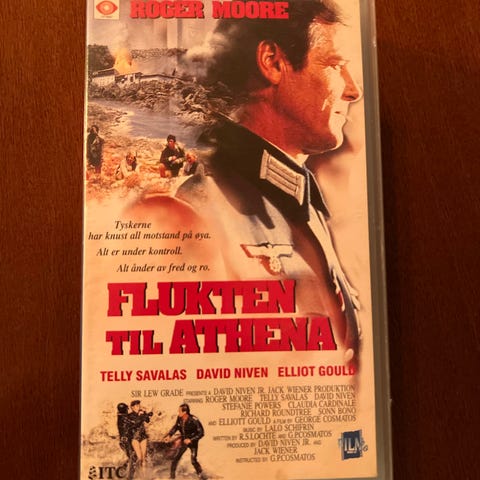 ROGER MOORE
Tyskerne
har knust all motstand på øya.
Alt er under kontroll.
Alt ånder av fred og ro.
FLUKTEN
TIL ATHENA
TELLY SAVALAS DAVID NIVEN ELLIOT GOULD
SIR LEW GRADE PRESENTS A DAVID NIVEN JR. JACK WIENER PRODUKTION
STARRING ROGER MOORE TELLY SAVALAS DAVID NIVEN
STEFANIE POWERS CLAUDIA CARDINALE
RICHARD ROUNDTREE SONN BONO
AND ELLIOTT GOULD A FILM by GEORGE COSMATOS
MUSIC BY LALO SCHIFRIN
WRITTEN BY R.S.LOCHTE and G.P.COSMATOS
PRODUCED BY DAVID NIVEN JR. AND
JACK WIENER
INSTRUCTED BY G.P.COSMATOS
ITC